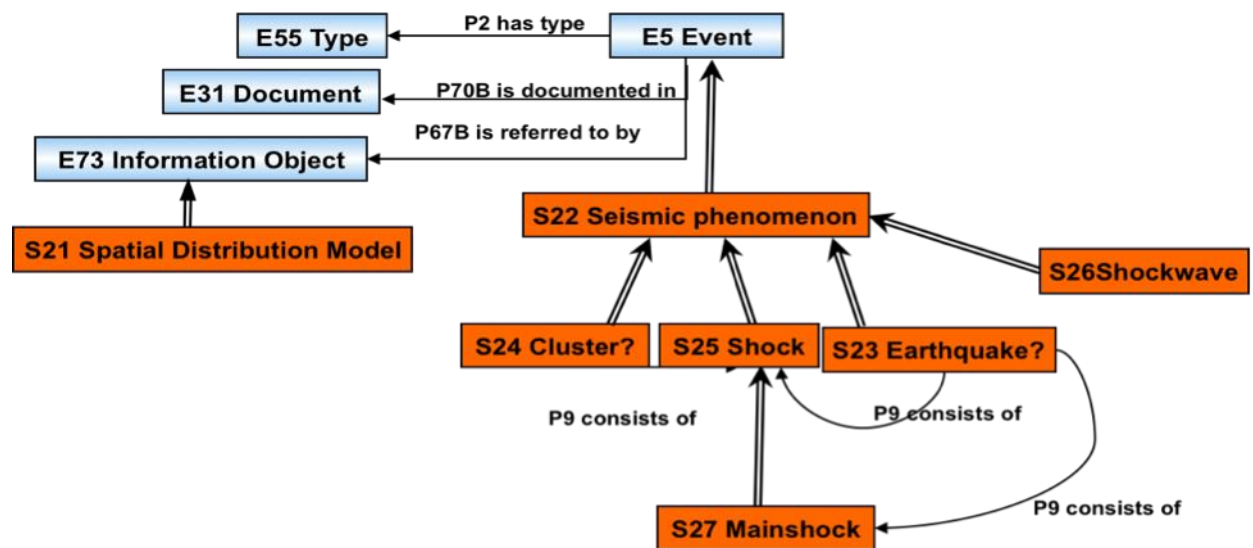 P2 has type
E55 Type
E5 Event
E31 Document
P70B is documented in
P67B is referred to by
E73 Information Object
S22 Seismic phenomenon
S21 Spatial Distribution Model
S26Shockwave
S24 Cluster?
S25 Shock
S23 Earthquake?
P9 consists of
P9 consists of
P9 consists of
S27 Mainshock